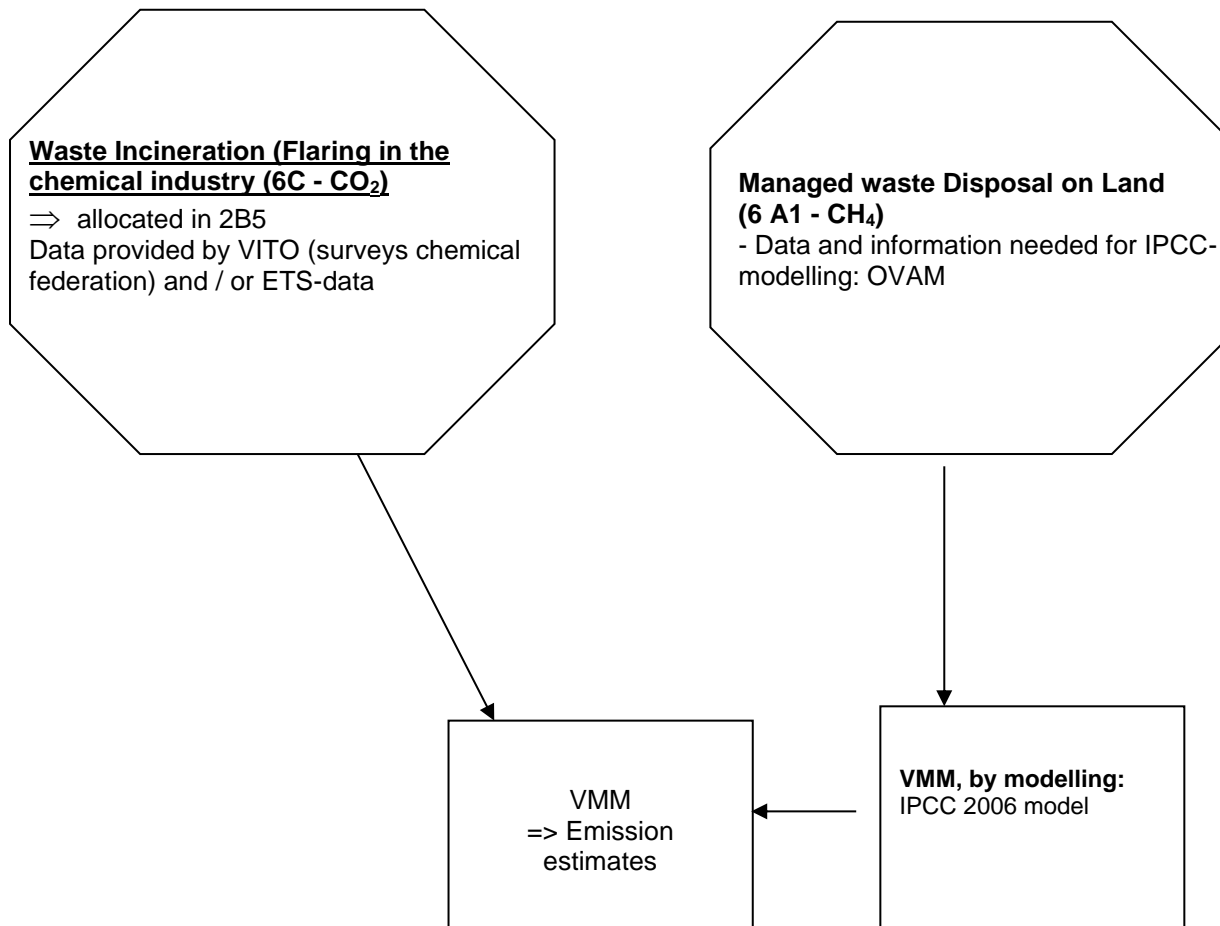 Waste Incineration (Flaring in the
chemical industry (6C - CO₂)
⇒ allocated in 2B5
Data provided by VITO (surveys chemical
federation) and / or ETS-data
Managed waste Disposal on Land
(6 A1 - CH₄)
- Data and information needed for IPCC-
modelling: OVAM
VMM
=> Emission
estimates
VMM, by modelling:
IPCC 2006 model